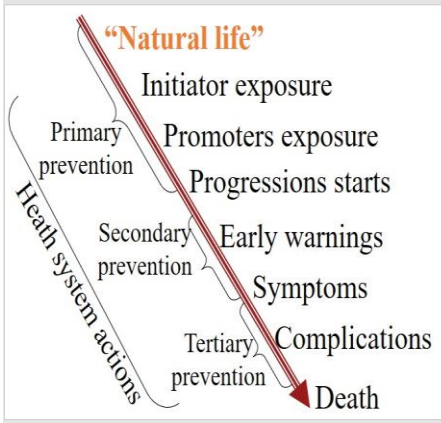 “Natural life”
Initiator exposure
Promoters exposure
Progressions starts
Early warnings
Symptoms
Complications
Death
Primary
prevention
Secondary
prevention
Tertiary
prevention
Heath system actions